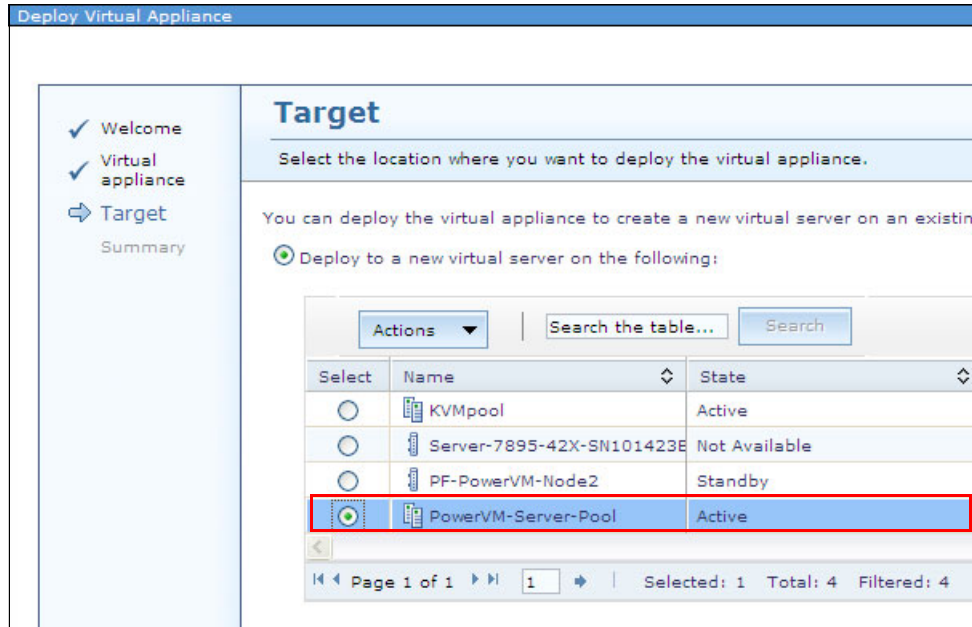 Deploy Virtual Appliance
Welcome
Virtual
appliance
Target
Summary
Target
Select the location where you want to deploy the virtual appliance.
You can deploy the virtual appliance to create a new virtual server on an existin
Deploy to a new virtual server on the following:
Actions Search the table... Search
Select Name State
KVMpool Active
Server-7895-42X-SN101423E Not Available
PF-PowerVM-Node2 Standby
PowerVM-Server-Pool Active
Page 1 of 1 1 Selected: 1 Total: 4 Filtered: 4